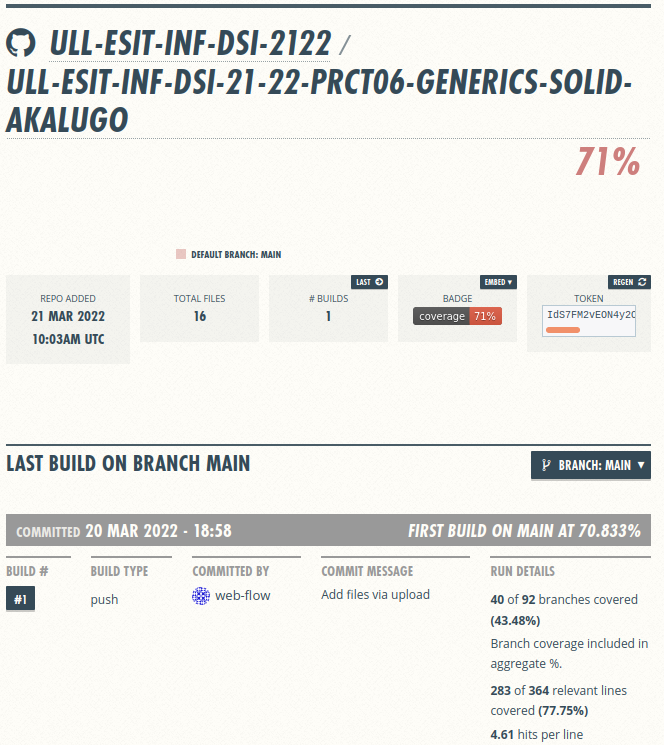 ULL-ESIT-INF-DSI-2122 /
ULL-ESIT-INF-DSI-21-22-PRCT06-GENERICS-SOLID-
AKALUGO
71%
DEFAULT BRANCH: MAIN
REPO ADDED
21 MAR 2022
10:03AM UTC
TOTAL FILES
16
LAST
# BUILDS
1
EMBED ▾
BADGE
coverage 71%
REGEN
TOKEN
IdS7FM2vEON4y2
LAST BUILD ON BRANCH MAIN
BRANCH: MAIN ▼
COMMITTED 20 MAR 2022 - 18:58
FIRST BUILD ON MAIN AT 70.833%
BUILD #
#1
BUILD TYPE
push
COMMITTED BY
web-flow
COMMIT MESSAGE
Add files via upload
RUN DETAILS
40 of 92 branches covered
(43.48%)
Branch coverage included in
aggregate %.
283 of 364 relevant lines
covered (77.75%)
4.61 hits per line